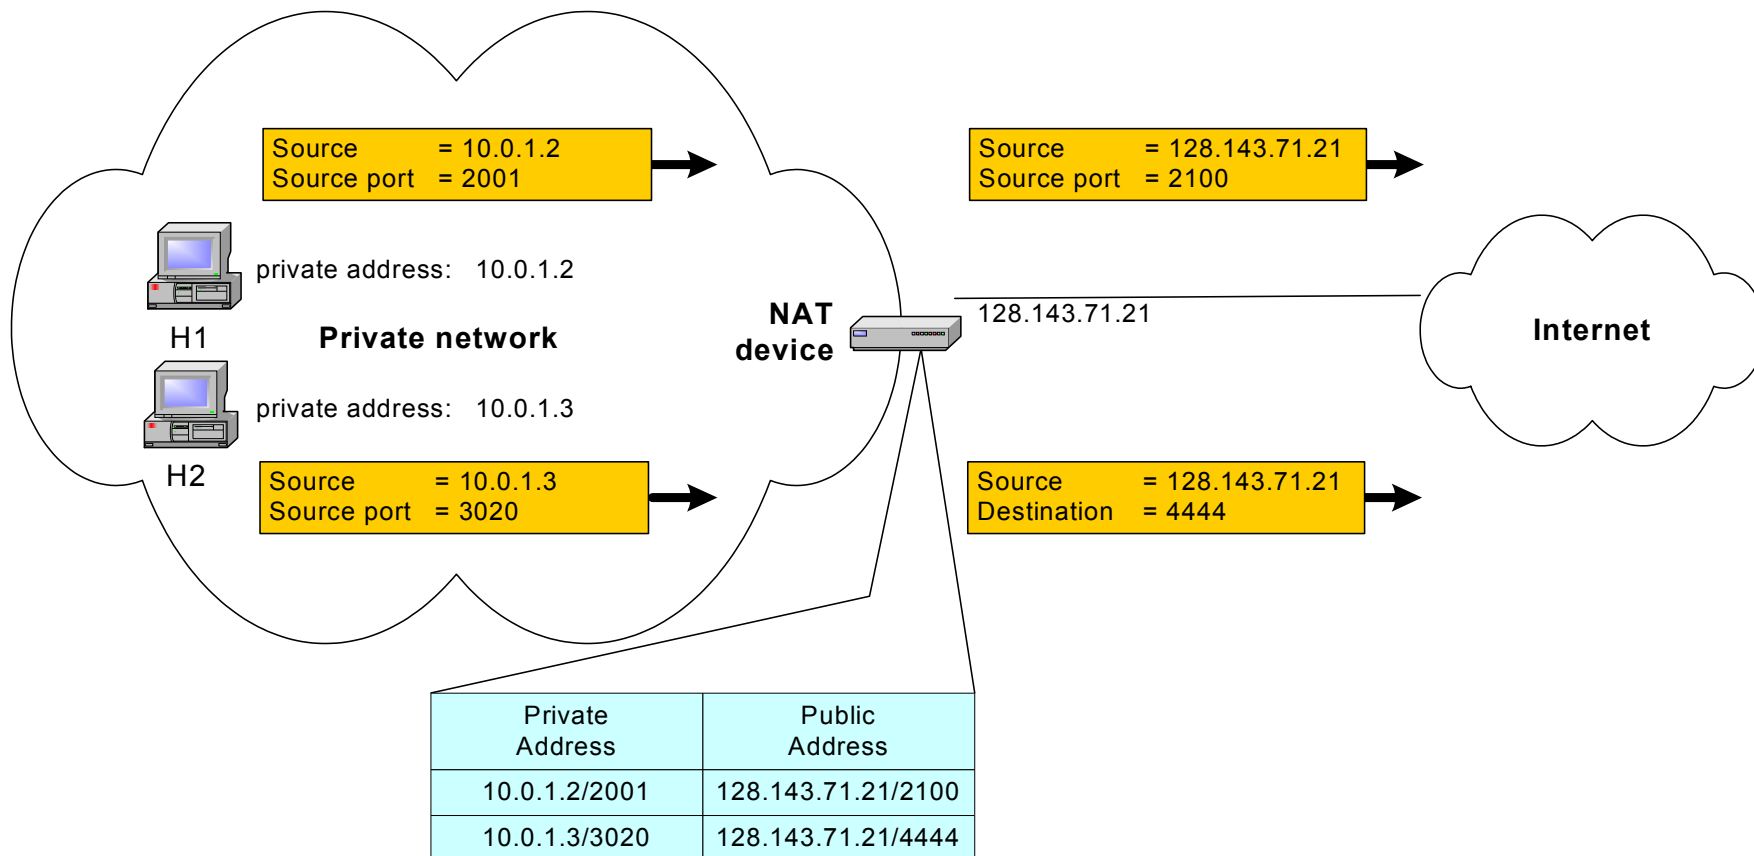 Source = 10.0.1.2
Source port = 2001
Source = 128.143.71.21
Source port = 2100
private address: 10.0.1.2
H1
Private network
NAT
device
128.143.71.21
Internet
private address: 10.0.1.3
H2
Source = 10.0.1.3
Source port = 3020
Source = 128.143.71.21
Destination = 4444
Private
Address
Public
Address
10.0.1.2/2001
128.143.71.21/2100
10.0.1.3/3020
128.143.71.21/4444